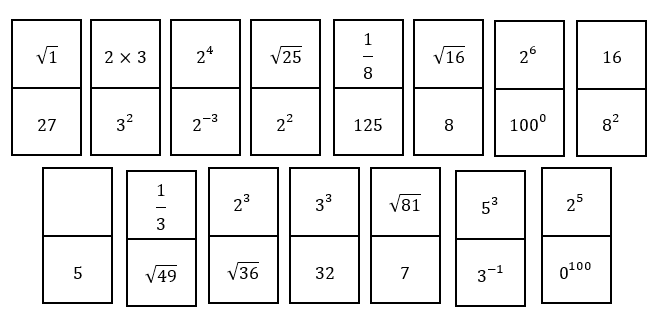 √1 2 × 3 2⁴ √25 1/8 √16 2⁶ 16
27 3² 2⁻³ 2² 125 8 100⁰ 8²
1/3 2³ 3³ √81 5³ 2⁵
5 √49 √36 32 7 3⁻¹ 0¹⁰⁰